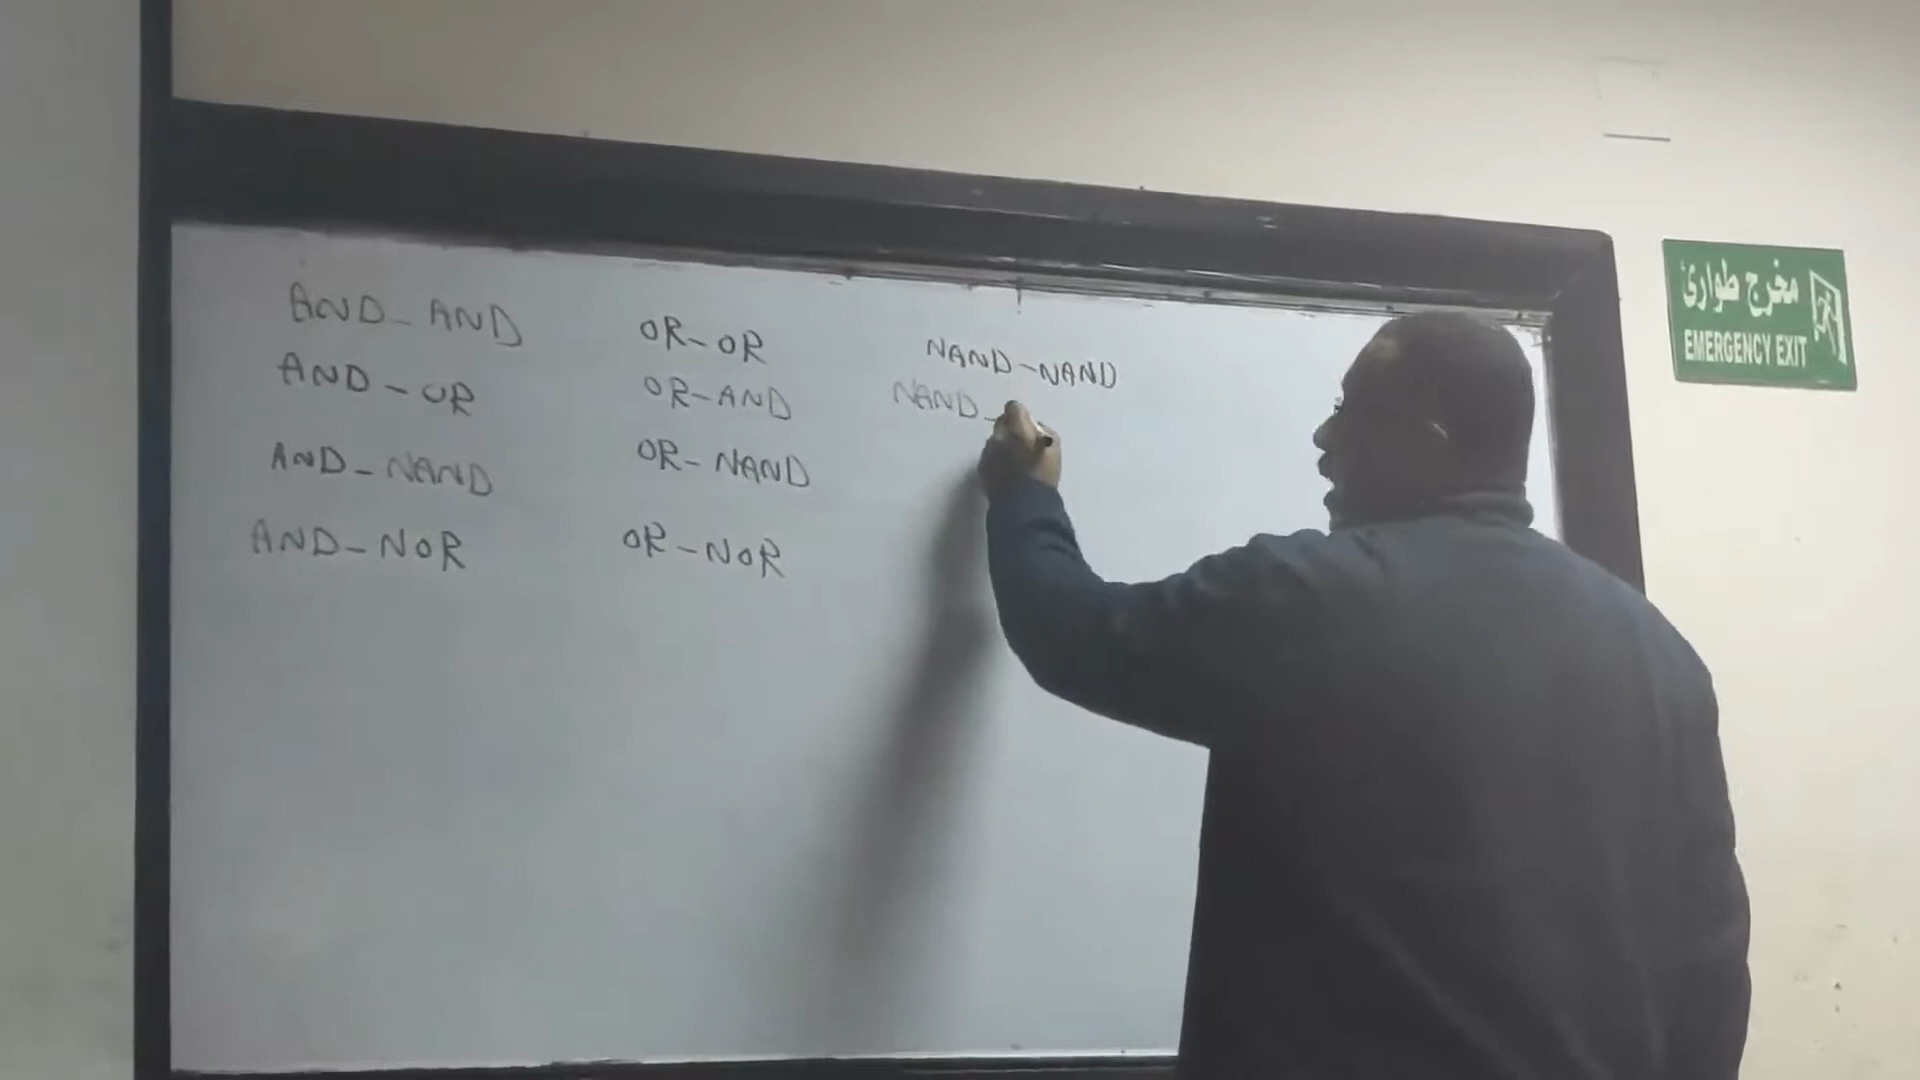 AND-AND
AND-OR
AND-NAND
AND-NOR
OR-OR
OR-AND
OR-NAND
OR-NOR
NAND-NAND
NAND-
مخرج طوارئ
EMERGENCY EXIT